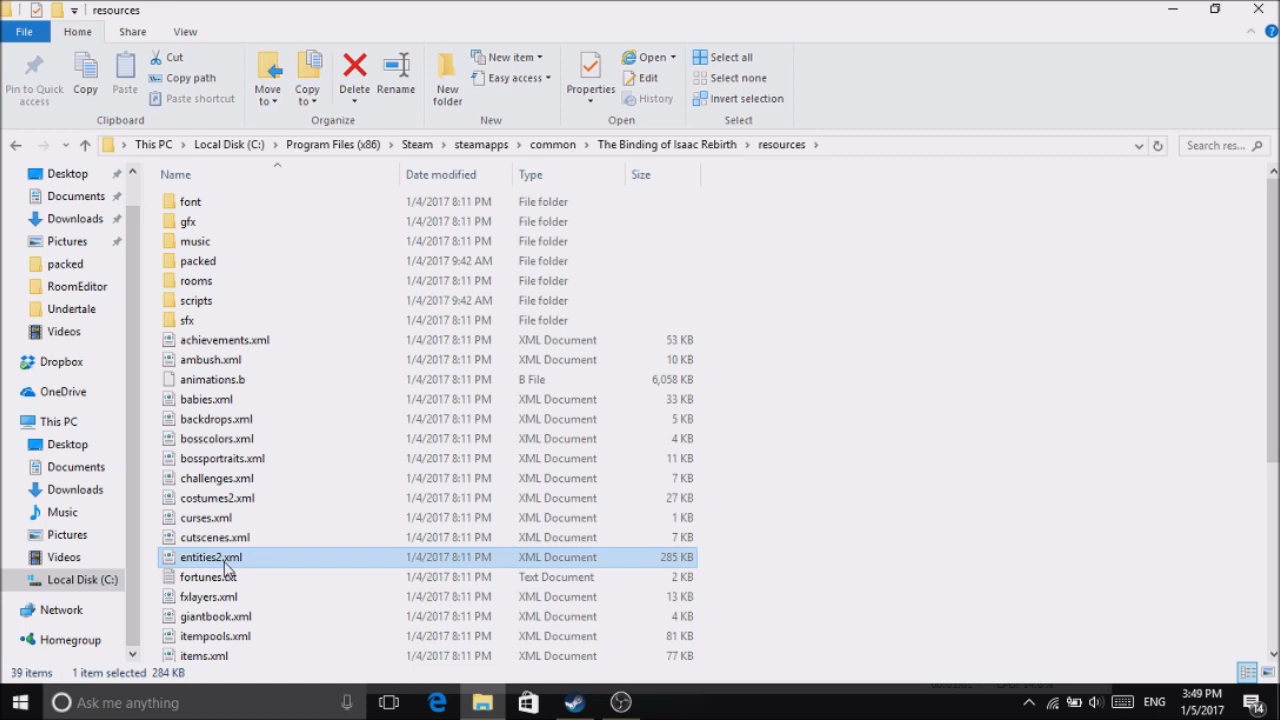 resources
File Home Share View
Pin to Quick access
Copy
Paste
Cut
Copy path
Paste shortcut
Clipboard
Move to
Copy to
Delete
Rename
Organize
New folder
New item
Easy access
New
Properties
Open
Edit
History
Open
Select all
Select none
Invert selection
Select
This PC Local Disk (C:) Program Files (x86) Steam steamapps common The Binding of Isaac Rebirth resources
Search res...
Desktop
Documents
Downloads
Pictures
packed
RoomEditor
Undertale
Videos
Dropbox
OneDrive
This PC
Desktop
Documents
Downloads
Music
Pictures
Videos
Local Disk (C:)
Network
Homegroup
Name Date modified Type Size
font 1/4/2017 8:11 PM File folder
gfx 1/4/2017 8:11 PM File folder
music 1/4/2017 8:11 PM File folder
packed 1/4/2017 9:42 AM File folder
rooms 1/4/2017 8:11 PM File folder
scripts 1/4/2017 9:42 AM File folder
sfx 1/4/2017 8:11 PM File folder
achievements.xml 1/4/2017 8:11 PM XML Document 53 KB
ambush.xml 1/4/2017 8:11 PM XML Document 10 KB
animations.b 1/4/2017 8:11 PM B File 6,058 KB
babies.xml 1/4/2017 8:11 PM XML Document 33 KB
backdrops.xml 1/4/2017 8:11 PM XML Document 5 KB
bosscolors.xml 1/4/2017 8:11 PM XML Document 4 KB
bossportraits.xml 1/4/2017 8:11 PM XML Document 11 KB
challenges.xml 1/4/2017 8:11 PM XML Document 7 KB
costumes2.xml 1/4/2017 8:11 PM XML Document 27 KB
curses.xml 1/4/2017 8:11 PM XML Document 1 KB
cutscenes.xml 1/4/2017 8:11 PM XML Document 7 KB
entities2.xml 1/4/2017 8:11 PM XML Document 285 KB
fortunes.txt 1/4/2017 8:11 PM Text Document 2 KB
fxlayers.xml 1/4/2017 8:11 PM XML Document 13 KB
giantbook.xml 1/4/2017 8:11 PM XML Document 4 KB
itempools.xml 1/4/2017 8:11 PM XML Document 81 KB
items.xml 1/4/2017 8:11 PM XML Document 77 KB
39 items 1 item selected 284 KB
Ask me anything
ENG
3:49 PM
1/5/2017
14